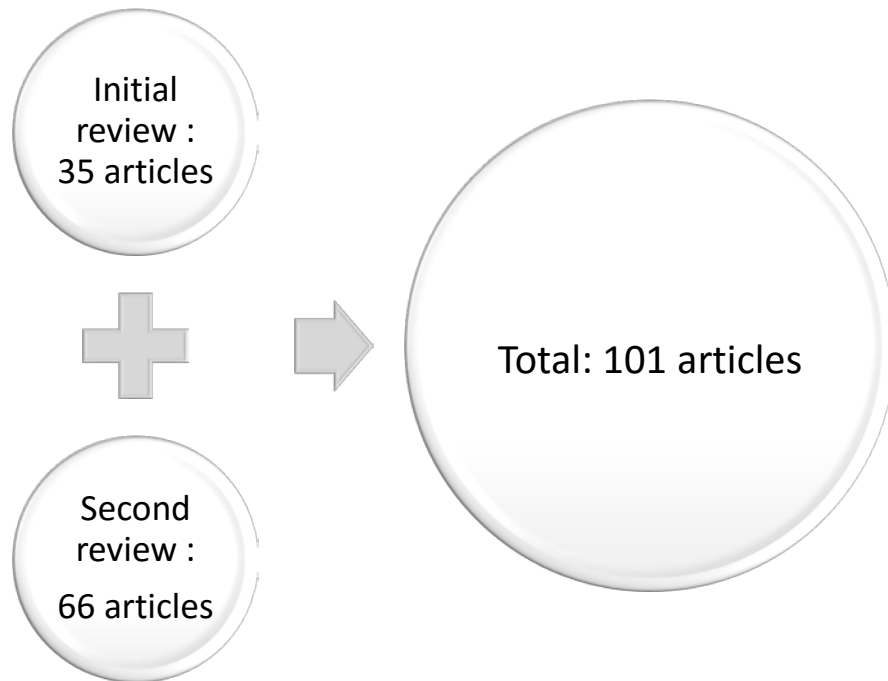 Initial
review :
35 articles
Second
review :
66 articles
Total: 101 articles